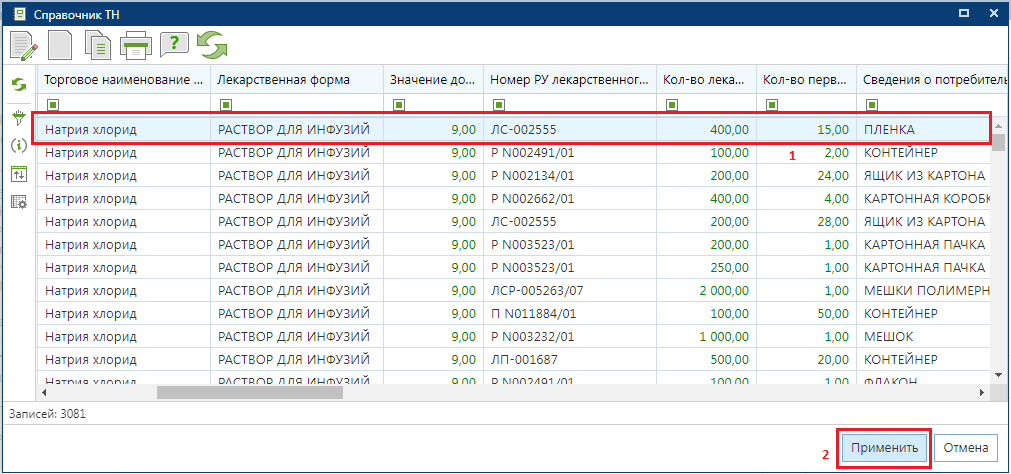 Справочник ТН
Торговое наименование ... Лекарственная форма Значение до... Номер РУ лекарственног... Кол-во лека... Кол-во перв... Сведения о потребитель
Натрия хлорид РАСТВОР ДЛЯ ИНФУЗИЙ 9,00 ЛС-002555 400,00 15,00 ПЛЕНКА
Натрия хлорид РАСТВОР ДЛЯ ИНФУЗИЙ 9,00 Р N002491/01 100,00 1 2,00 КОНТЕЙНЕР
Натрия хлорид РАСТВОР ДЛЯ ИНФУЗИЙ 9,00 Р N002134/01 200,00 24,00 ЯЩИК ИЗ КАРТОНА
Натрия хлорид РАСТВОР ДЛЯ ИНФУЗИЙ 9,00 Р N002662/01 400,00 4,00 КАРТОННАЯ КОРОБК
Натрия хлорид РАСТВОР ДЛЯ ИНФУЗИЙ 9,00 ЛС-002555 200,00 28,00 ЯЩИК ИЗ КАРТОНА
Натрия хлорид РАСТВОР ДЛЯ ИНФУЗИЙ 9,00 Р N003523/01 200,00 1,00 КАРТОННАЯ ПАЧКА
Натрия хлорид РАСТВОР ДЛЯ ИНФУЗИЙ 9,00 Р N003523/01 250,00 1,00 КАРТОННАЯ ПАЧКА
Натрия хлорид РАСТВОР ДЛЯ ИНФУЗИЙ 9,00 ЛСР-005263/07 2 000,00 1,00 МЕШКИ ПОЛИМЕРН
Натрия хлорид РАСТВОР ДЛЯ ИНФУЗИЙ 9,00 П N011884/01 100,00 50,00 КОНТЕЙНЕР
Натрия хлорид РАСТВОР ДЛЯ ИНФУЗИЙ 9,00 Р N003232/01 1 000,00 1,00 МЕШОК
Натрия хлорид РАСТВОР ДЛЯ ИНФУЗИЙ 9,00 ЛП-001687 500,00 20,00 КОНТЕЙНЕР
Натрия хлорид РАСТВОР ДЛЯ ИНФУЗИЙ 9,00 Р N002491/01 100,00 1,00 ФЛАКОН
Записей: 3081
2 Применить Отмена